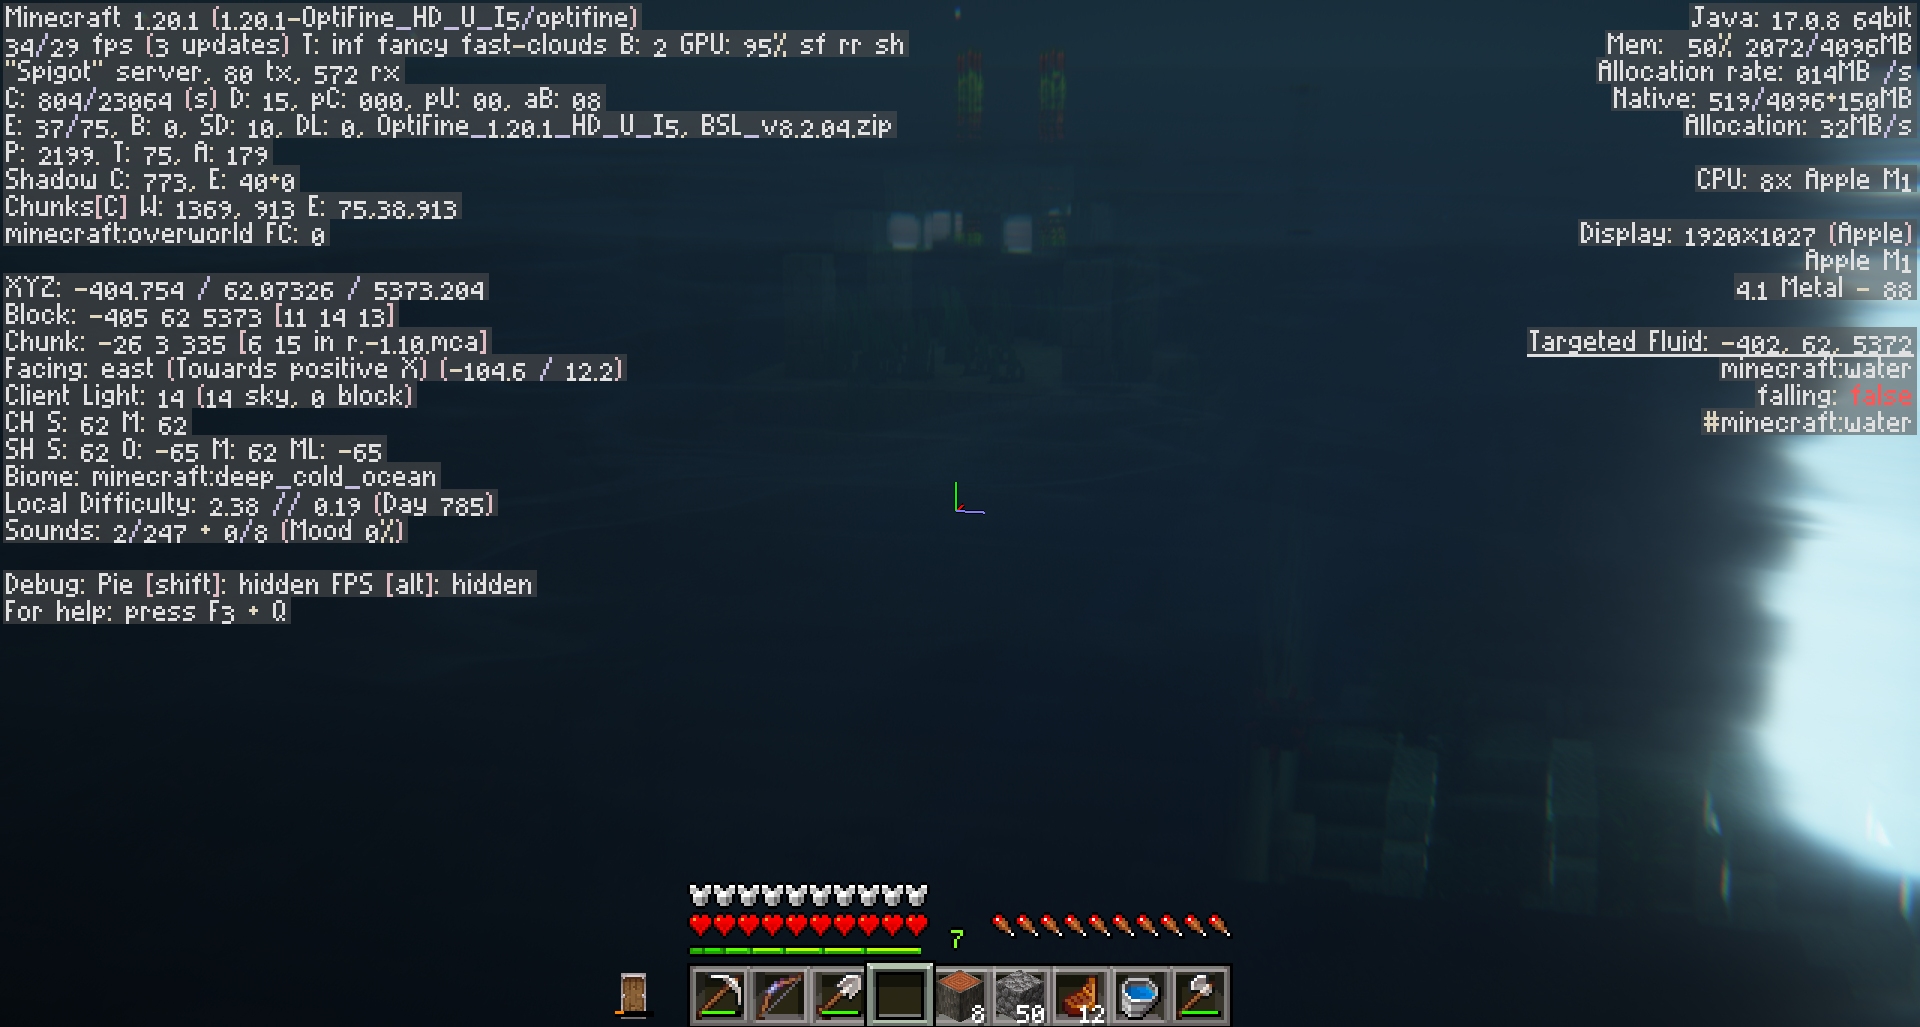 Minecraft 1.20.1 (1.20.1-OptiFine_HD_U_I5/optifine)
34/29 fps (3 updates) T: inf fancy fast-clouds B: 2 GPU: 95% sf rr sh
"Spigot" server, 80 tx, 572 rx
C: 804/23064 (s) D: 15, pC: 000, pU: 00, aB: 08
E: 37/75, B: 0, SD: 10, DL: 0, OptiFine_1.20.1_HD_U_I5, BSL_v8.2.04.zip
P: 2199, T: 75, A: 179
Shadow C: 773, E: 40+0
Chunks[C] W: 1369, 913 E: 75,38,913
minecraft:overworld FC: 0
XYZ: -404.754 / 62.07326 / 5373.204
Block: -405 62 5373 [11 14 13]
Chunk: -26 3 335 [6 15 in r.-1.10.mca]
Facing: east (Towards positive X) (-104.6 / 12.2)
Client Light: 14 (14 sky, 0 block)
CH S: 62 M: 62
SH S: 62 O: -65 M: 62 ML: -65
Biome: minecraft:deep_cold_ocean
Local Difficulty: 2.38 // 0.19 (Day 785)
Sounds: 2/247 + 0/8 (Mood 0%)
Debug: Pie [shift]: hidden FPS [alt]: hidden
For help: press F3 + Q
Java: 17.0.8 64bit
Mem: 50% 2072/4096MB
Allocation rate: 014MB /s
Native: 519/4096+150MB
Allocation: 32MB/s
CPU: 8x Apple M1
Display: 1920x1027 (Apple)
Apple M1
4.1 Metal - 88
Targeted Fluid: -402, 62, 5372
minecraft:water
falling: false
#minecraft:water
7
8
50
12